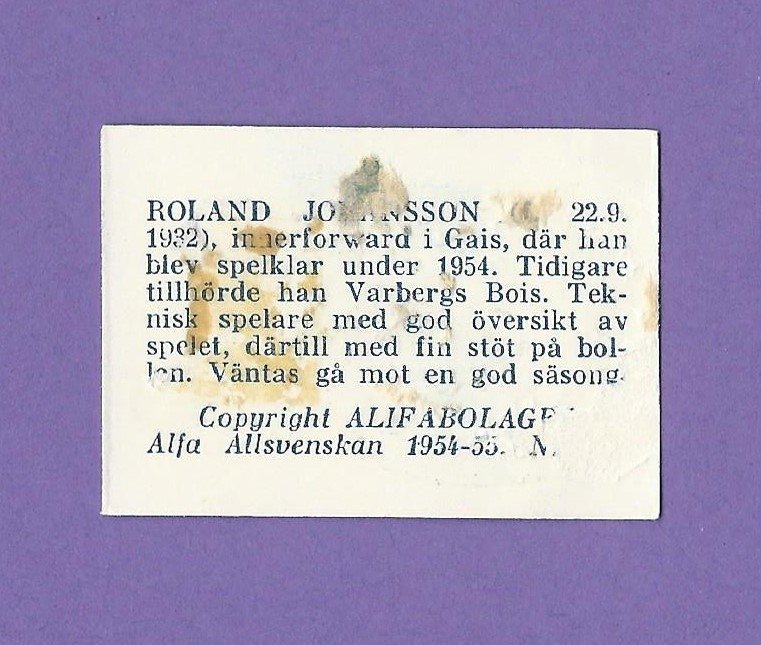 ROLAND JOHANSSON 22.9.
1932), innerforward i Gais, där han
blev spelklar under 1954. Tidigare
tillhörde han Varbergs Bois. Tek-
nisk spelare med god översikt av
spelet, därtill med fin stöt på bol-
len. Väntas gå mot en god säsong.
Copyright
Alfa Allsvenskan 1954-55.